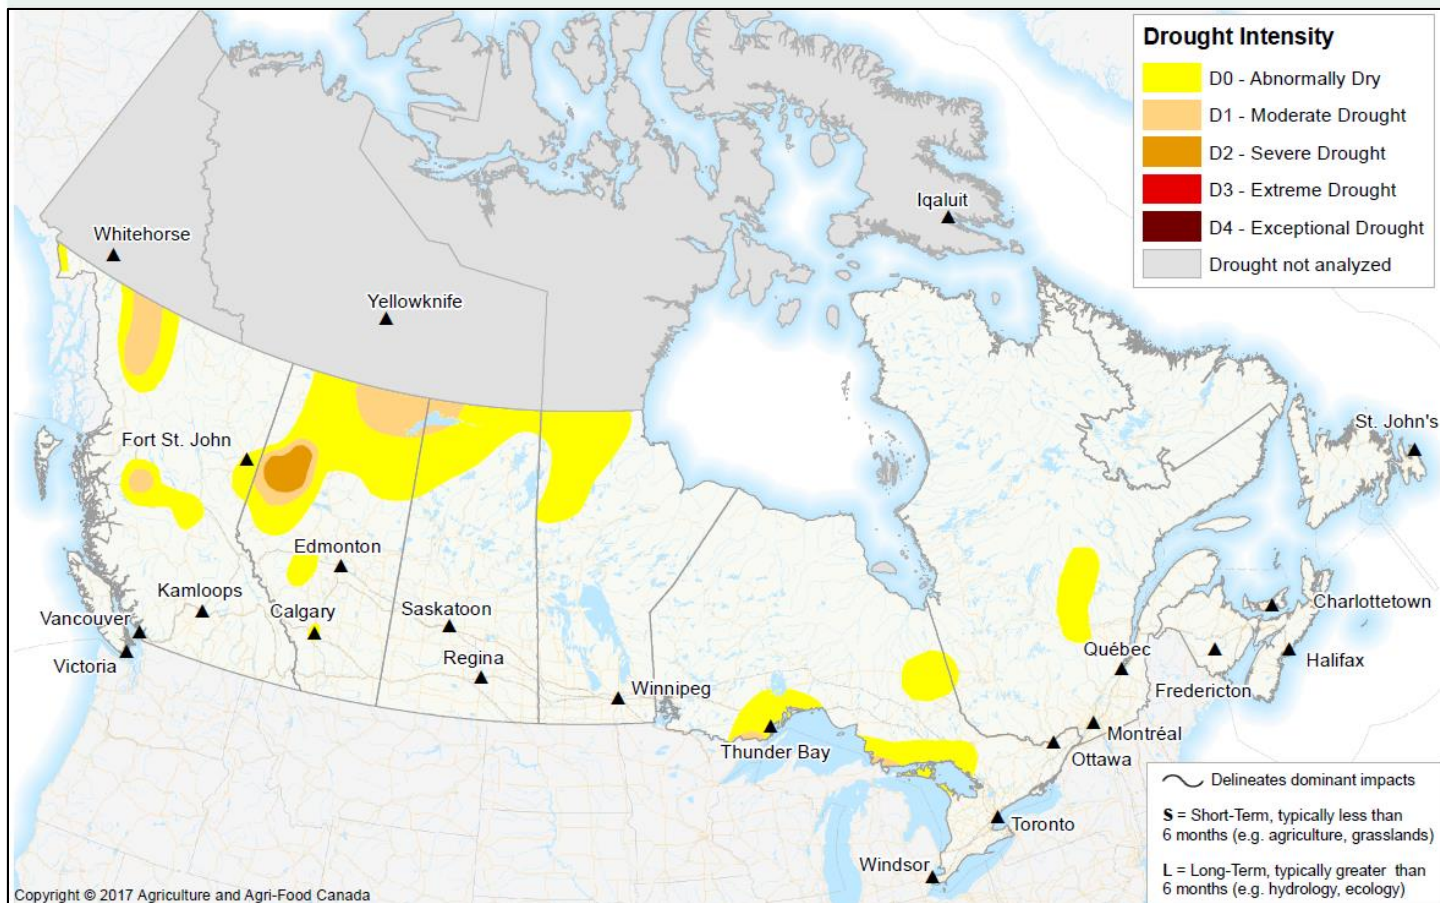 Drought Intensity
D0 - Abnormally Dry
D1 - Moderate Drought
D2 - Severe Drought
D3 - Extreme Drought
D4 - Exceptional Drought
Drought not analyzed
Iqaluit
Whitehorse
Yellowknife
St. John's
Fort St. John
Edmonton
Kamloops
Calgary
Saskatoon
Charlottetown
Vancouver
Québec
Regina
Halifax
Victoria
Winnipeg
Fredericton
Montréal
Thunder Bay
Ottawa
Toronto
Windsor
Delineates dominant impacts
S = Short-Term, typically less than
6 months (e.g. agriculture, grasslands)
L = Long-Term, typically greater than
6 months (e.g. hydrology, ecology)
Copyright © 2017 Agriculture and Agri-Food Canada